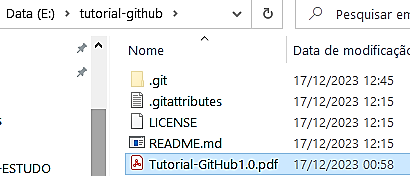 Data (E:) > tutorial-github
Pesquisar em
Nome Data de modificação
.git 17/12/2023 12:45
.gitattributes 17/12/2023 12:15
LICENSE 17/12/2023 12:15
README.md 17/12/2023 12:15
Tutorial-GitHub1.0.pdf 17/12/2023 00:58
-ESTUDO